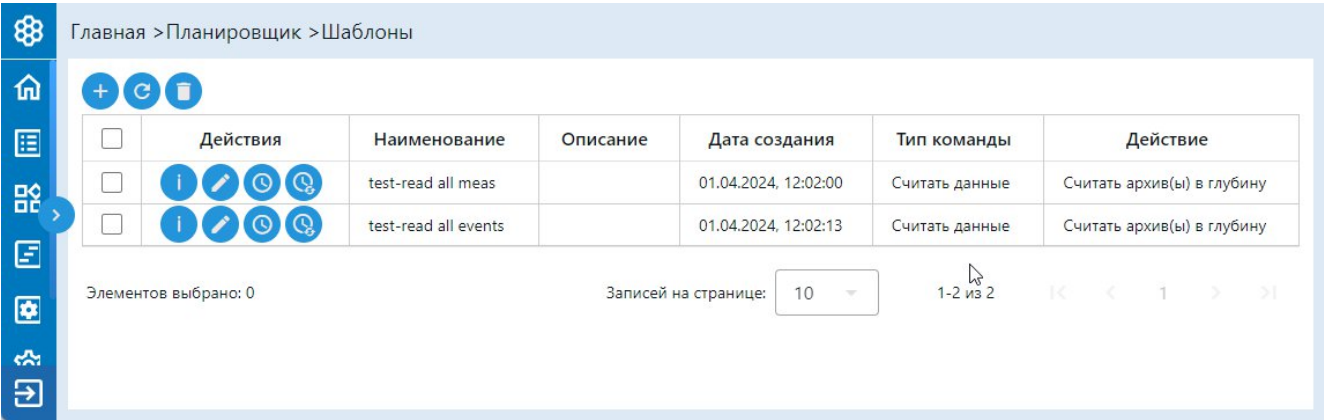 Главная >Планировщик >Шаблоны
Действия Наименование Описание Дата создания Тип команды Действие
test-read all meas 01.04.2024, 12:02:00 Считать данные Считать архив(ы) в глубину
test-read all events 01.04.2024, 12:02:13 Считать данные Считать архив(ы) в глубину
Элементов выбрано: 0 Записей на странице: 10 1-2 из 2 1